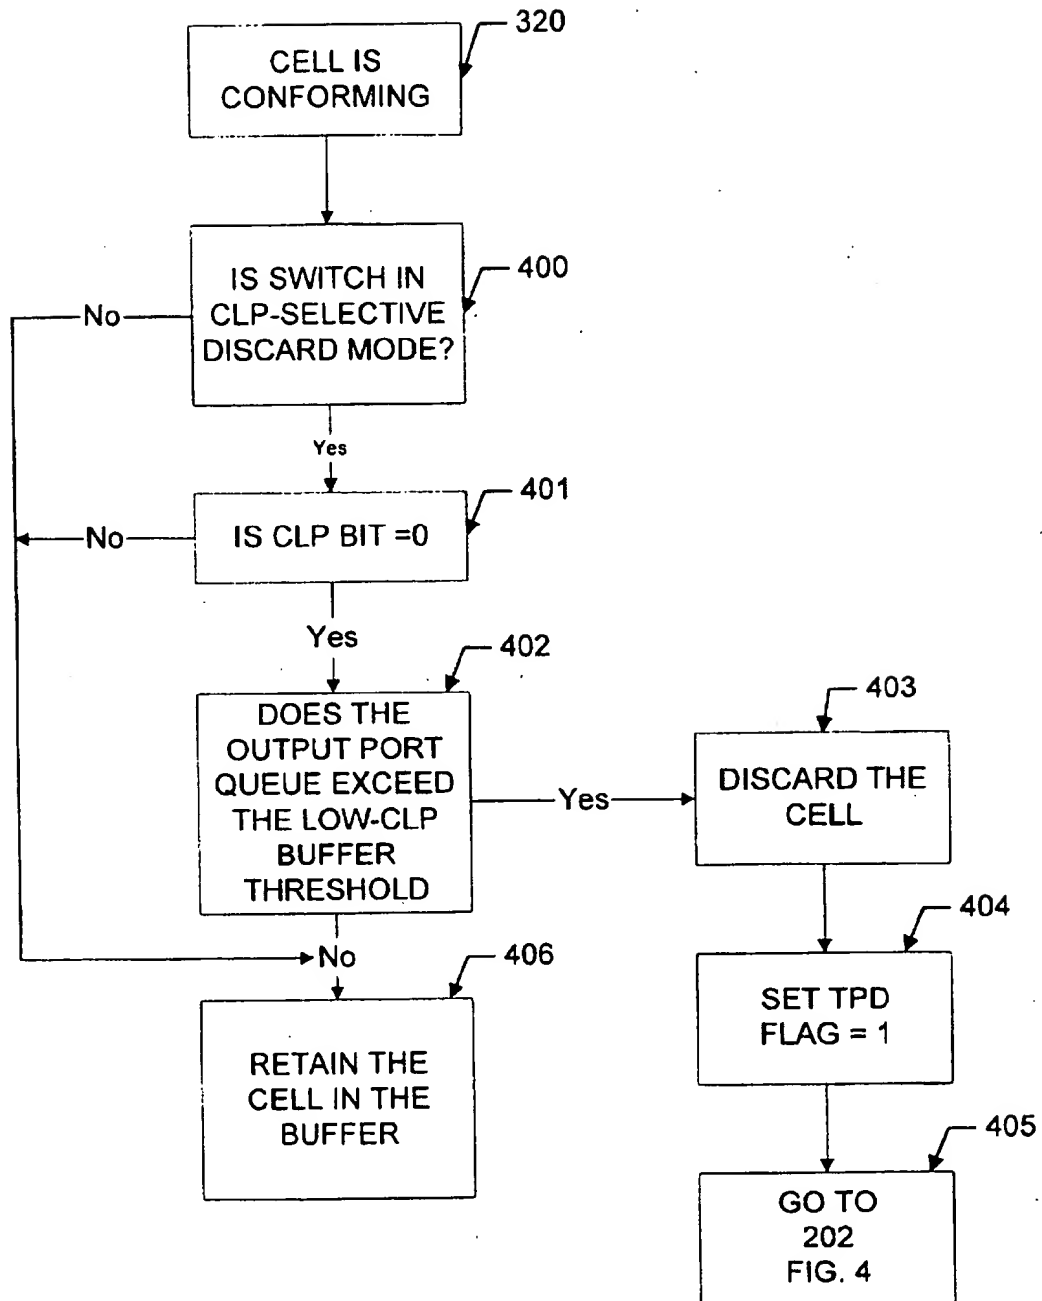 320
CELL IS
CONFORMING
400
IS SWITCH IN
CLP-SELECTIVE
DISCARD MODE?
No
Yes
401
IS CLP BIT =0
No
Yes
402
DOES THE
OUTPUT PORT
QUEUE EXCEED
THE LOW-CLP
BUFFER
THRESHOLD
Yes
403
DISCARD THE
CELL
404
SET TPD
FLAG = 1
No
406
RETAIN THE
CELL IN THE
BUFFER
405
GO TO
202
FIG. 4